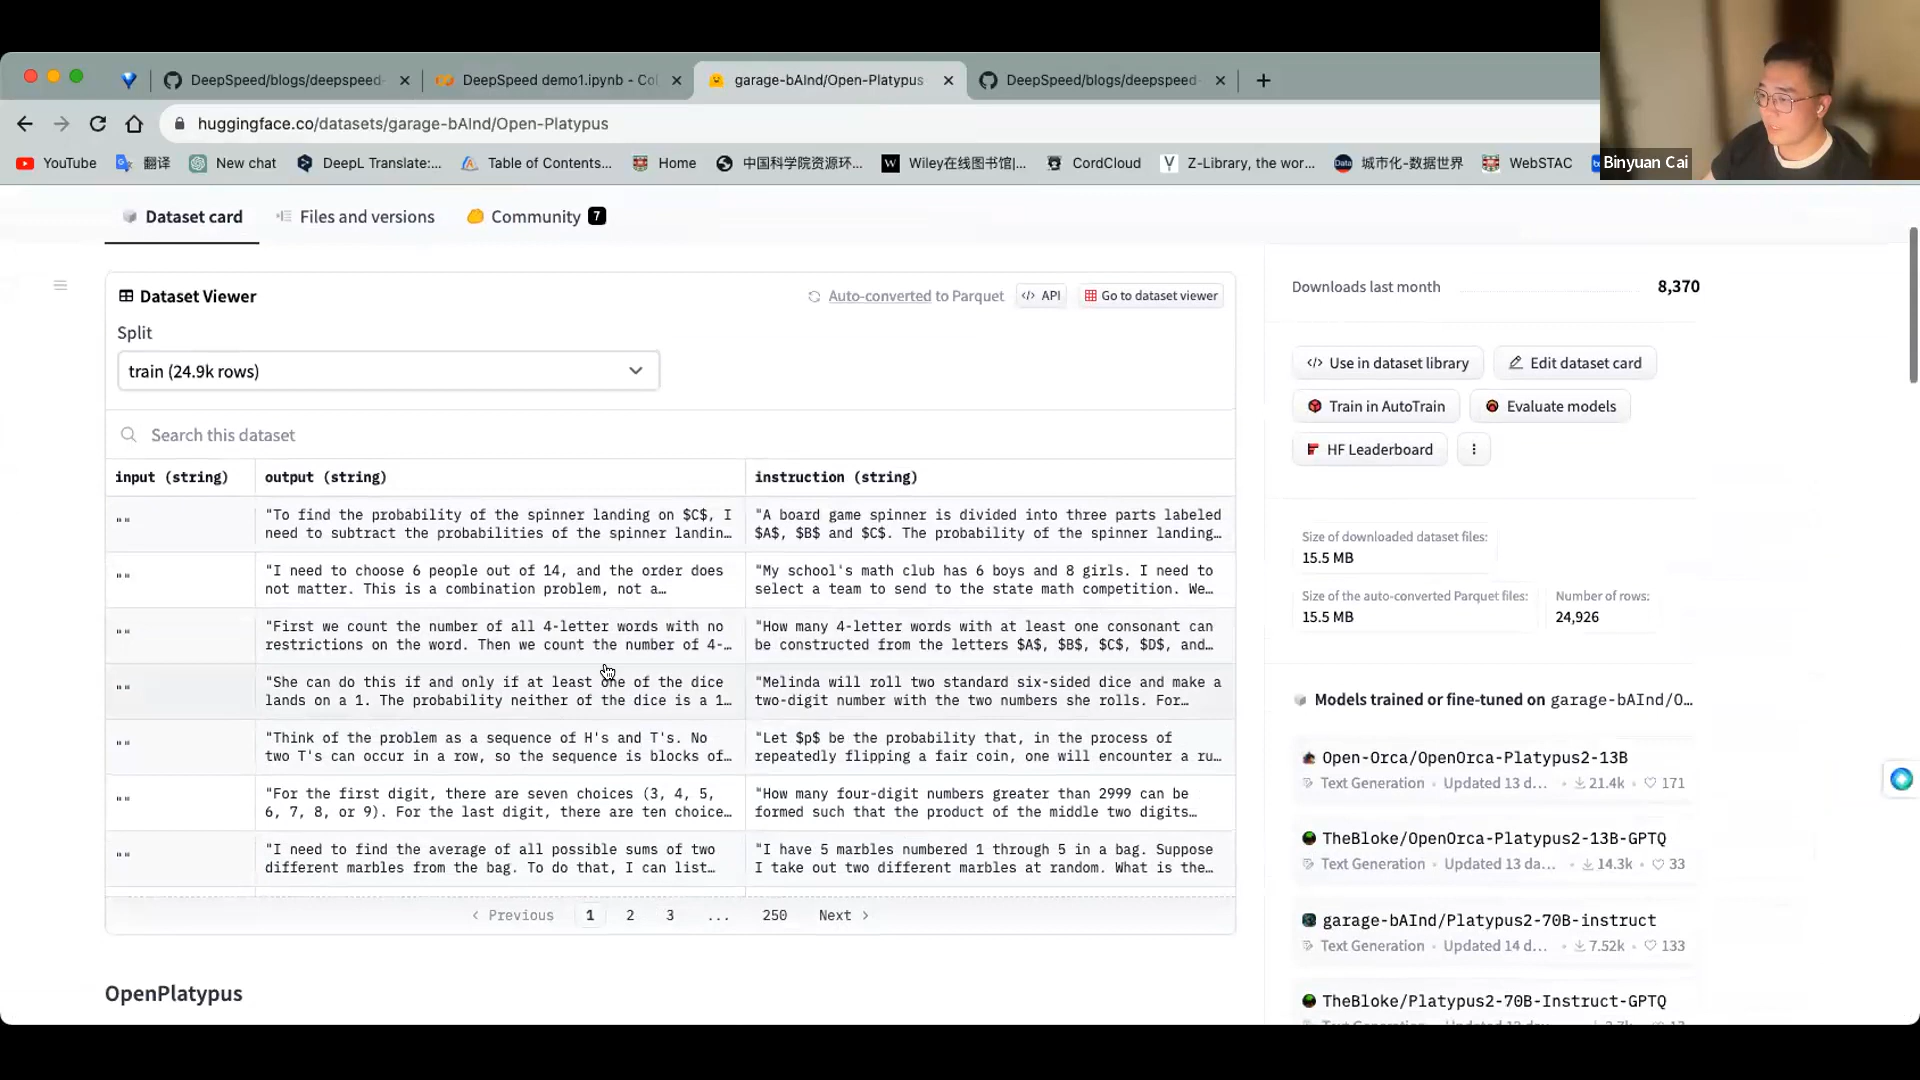 DeepSpeed/blogs/deepspeed-
DeepSpeed demo1.ipynb - Co
garage-bAInd/Open-Platypus
DeepSpeed/blogs/deepspeed-
huggingface.co/datasets/garage-bAInd/Open-Platypus
YouTube
翻译
New chat
DeepL Translate:...
Table of Contents...
Home
中国科学院资源环...
Wiley在线图书馆|...
CordCloud
Z-Library, the wor...
城市化-数据世界
WebSTAC
Binyuan Cai
Dataset card
Files and versions
Community 7
Dataset Viewer
Auto-converted to Parquet
API
Go to dataset viewer
Split
train (24.9k rows)
Search this dataset
input (string)
output (string)
instruction (string)
""
"To find the probability of the spinner landing on $C$, I
need to subtract the probabilities of the spinner landin…
"A board game spinner is divided into three parts labeled
$A$, $B$ and $C$. The probability of the spinner landing…
""
"I need to choose 6 people out of 14, and the order does
not matter. This is a combination problem, not a…
"My school's math club has 6 boys and 8 girls. I need to
select a team to send to the state math competition. We…
""
"First we count the number of all 4-letter words with no
restrictions on the word. Then we count the number of 4-…
"How many 4-letter words with at least one consonant can
be constructed from the letters $A$, $B$, $C$, $D$, and…
""
"She can do this if and only if at least one of the dice
lands on a 1. The probability neither of the dice is a 1…
"Melinda will roll two standard six-sided dice and make a
two-digit number with the two numbers she rolls. For…
""
"Think of the problem as a sequence of H's and T's. No
two T's can occur in a row, so the sequence is blocks of…
"Let $p$ be the probability that, in the process of
repeatedly flipping a fair coin, one will encounter a ru…
""
"For the first digit, there are seven choices (3, 4, 5,
6, 7, 8, or 9). For the last digit, there are ten choice…
"How many four-digit numbers greater than 2999 can be
formed such that the product of the middle two digits…
""
"I need to find the average of all possible sums of two
different marbles from the bag. To do that, I can list…
"I have 5 marbles numbered 1 through 5 in a bag. Suppose
I take out two different marbles at random. What is the…
< Previous 1 2 3 ... 250 Next >
OpenPlatypus
Downloads last month
8,370
Use in dataset library
Edit dataset card
Train in AutoTrain
Evaluate models
HF Leaderboard
Size of downloaded dataset files:
15.5 MB
Size of the auto-converted Parquet files:
15.5 MB
Number of rows:
24,926
Models trained or fine-tuned on garage-bAInd/O…
Open-Orca/OpenOrca-Platypus2-13B
Text Generation • Updated 13 d... • 21.4k • 171
TheBloke/OpenOrca-Platypus2-13B-GPTQ
Text Generation • Updated 13 da... • 14.3k • 33
garage-bAInd/Platypus2-70B-instruct
Text Generation • Updated 14 d... • 7.52k • 133
TheBloke/Platypus2-70B-Instruct-GPTQ